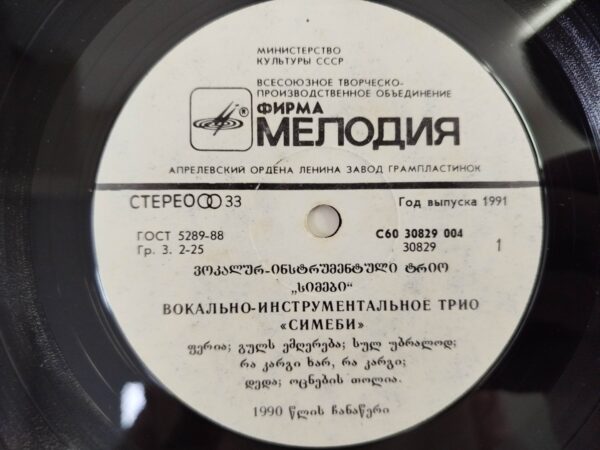 МИНИСТЕРСТВО
КУЛЬТУРЫ СССР
ВСЕСОЮЗНОЕ ТВОРЧЕСКО-
ПРОИЗВОДСТВЕННОЕ ОБЪЕДИНЕНИЕ
ФИРМА
МЕЛОДИЯ
®
АПРЕЛЕВСКИЙ ОРДЕНА ЛЕНИНА ЗАВОД ГРАМПЛАСТИНОК
СТЕРЕО 33
Год выпуска 1991
ГОСТ 5289-88
Гр. 3. 2-25
С60 30829 004
30829
1
ვოკალურ-ინსტრუმენტული ტრიო
„სიმები“
ВОКАЛЬНО-ИНСТРУМЕНТАЛЬНОЕ ТРИО
«СИМЕБИ»
ფერია; გულს ემღერება; სულ უბრალოდ;
რა კარგი ხარ, რა კარგი;
დედა; ოცნების თოლია.
1990 წლის ჩანაწერი